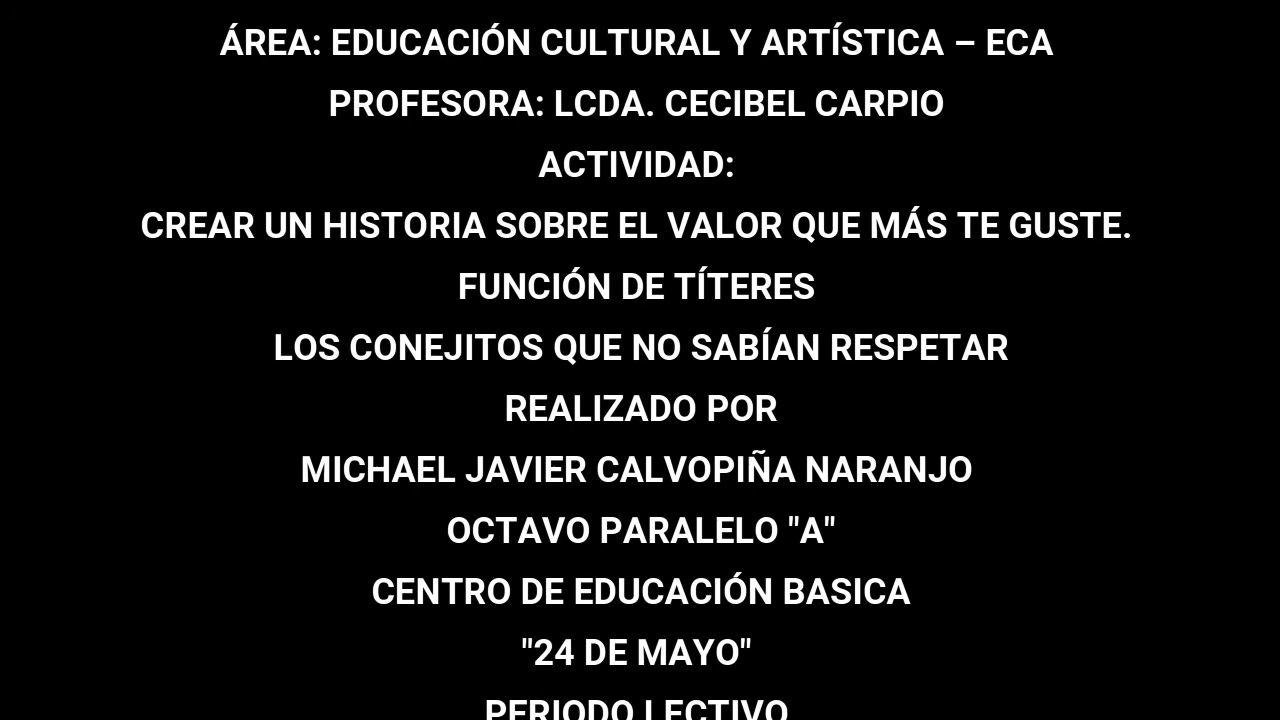 ÁREA: EDUCACIÓN CULTURAL Y ARTÍSTICA – ECA
PROFESORA: LCDA. CECIBEL CARPIO
ACTIVIDAD:
CREAR UN HISTORIA SOBRE EL VALOR QUE MÁS TE GUSTE.
FUNCIÓN DE TÍTERES
LOS CONEJITOS QUE NO SABÍAN RESPETAR
REALIZADO POR
MICHAEL JAVIER CALVOPIÑA NARANJO
OCTAVO PARALELO "A"
CENTRO DE EDUCACIÓN BASICA
"24 DE MAYO"
PERIODO LECTIVO